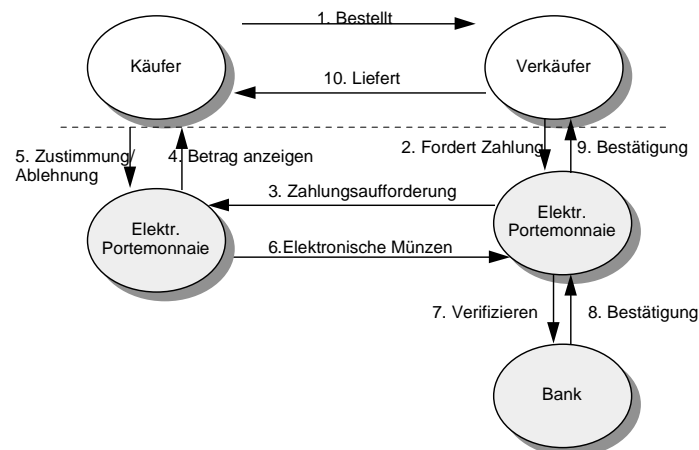 1. Bestellt
Käufer
Verkäufer
10. Liefert
5. Zustimmung/
Ablehnung
4. Betrag anzeigen
2. Fordert Zahlung
9. Bestätigung
3. Zahlungsaufforderung
Elektr.
Portemonnaie
Elektr.
Portemonnaie
6.Elektronische Münzen
7. Verifizieren
8. Bestätigung
Bank